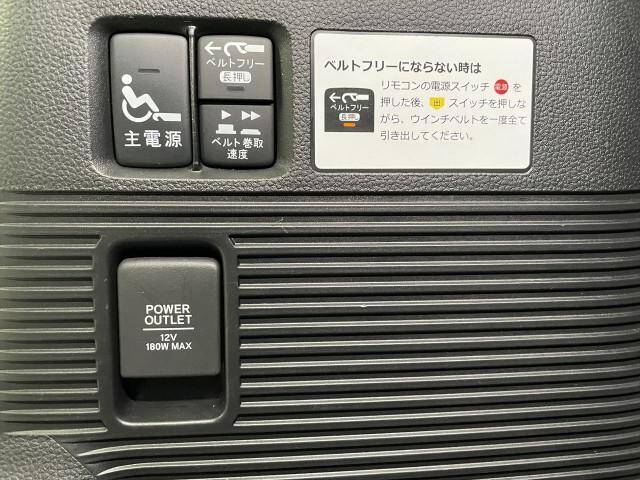 主電源
ベルトフリー
長押し
ベルト巻取
速度
ベルトフリーにならない時は
ベルトフリー
長押し
リモコンの電源スイッチ 電源 を
押した後、出 スイッチを押しな
がら、ウインチベルトを一度全て
引き出してください。
POWER
OUTLET
12V
180W MAX